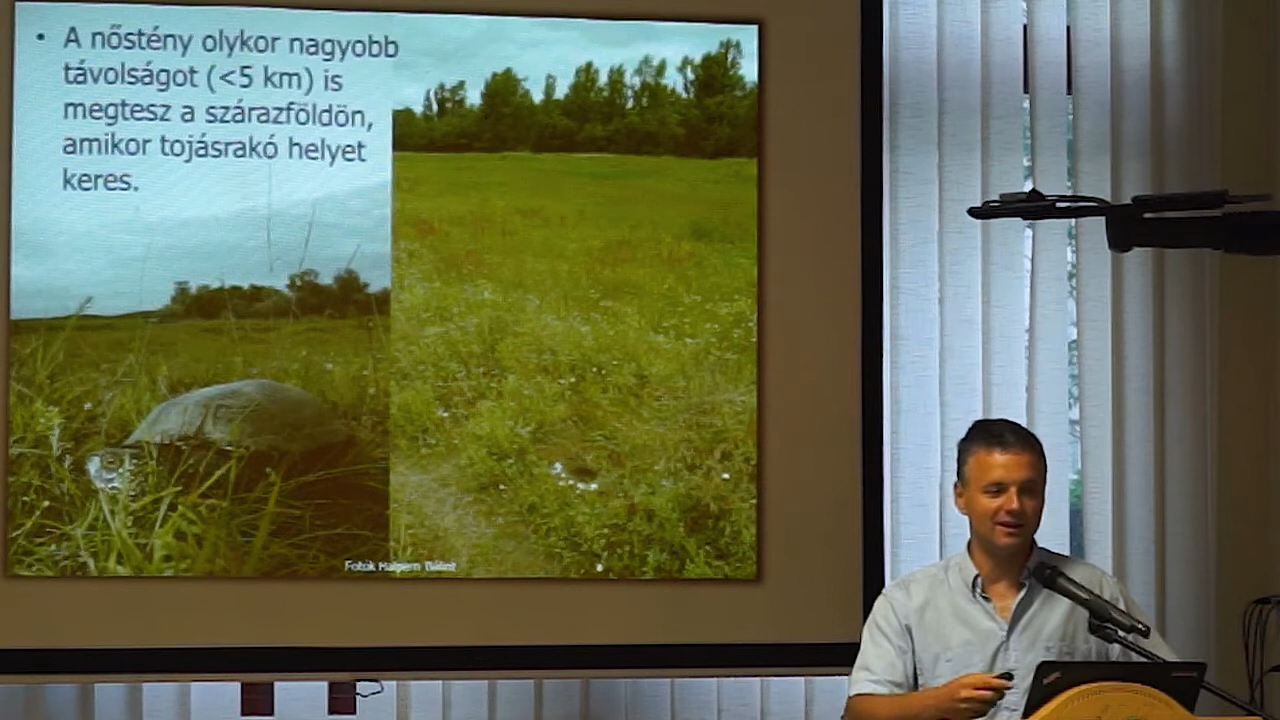 • A nőstény olykor nagyobb
távolságot (<5 km) is
megtesz a szárazföldön,
amikor tojásrakó helyet
keres.
Fotók Halpern Bálint